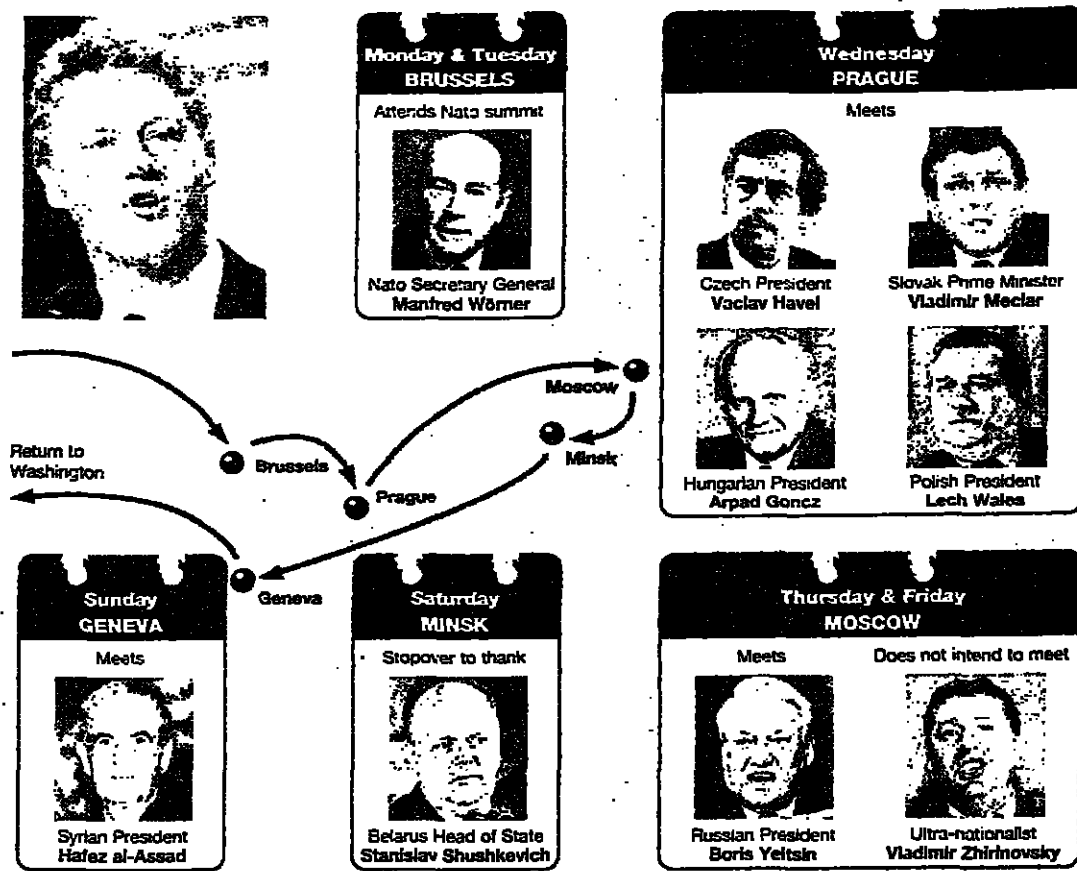 Monday & Tuesday
BRUSSELS
Attends Nato summit
Nato Secretary General
Manfred Wörner
Wednesday
PRAGUE
Meets
Czech President
Vaclav Havel
Slovak Prime Minister
Vladimir Meciar
Hungarian President
Arpad Goncz
Polish President
Lech Wales
Moscow
Minsk
Brussels
Prague
Return to
Washington
Geneva
Sunday
GENEVA
Meets
Syrian President
Hafez al-Assad
Saturday
MINSK
Stopover to thank
Belarus Head of State
Stanislav Shushkevich
Thursday & Friday
MOSCOW
Meets
Russian President
Boris Yeltsin
Does not intend to meet
Ultra-nationalist
Vladimir Zhirinovsky